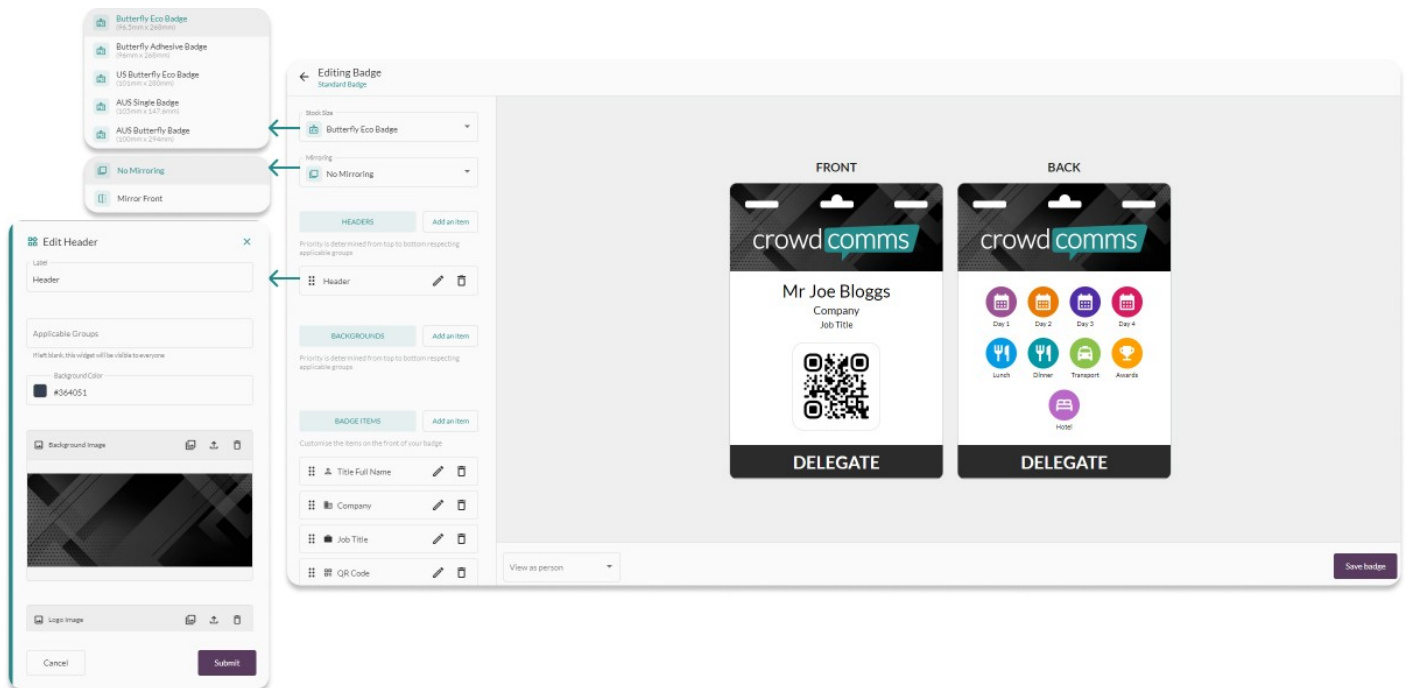 Butterfly Eco Badge
(96.5mm x 268mm)
Butterfly Adhesive Badge
(96mm x 268mm)
US Butterfly Eco Badge
(101mm x 280mm)
AUS Single Badge
(105mm x 147.6mm)
AUS Butterfly Badge
(100mm x 294mm)
No Mirroring
Mirror Front
Edit Header
Label
Header
Applicable Groups
If left blank, this widget will be visible to everyone
Background Color
#364051
Background Image
Logo Image
Cancel
Submit
Editing Badge
Standard Badge
Stock Size
Butterfly Eco Badge
Mirroring
No Mirroring
HEADERS
Add an item
Priority is determined from top to bottom respecting
applicable groups
Header
BACKGROUNDS
Add an item
Priority is determined from top to bottom respecting
applicable groups
BADGE ITEMS
Add an item
Customise the items on the front of your badge
Title Full Name
Company
Job Title
QR Code
FRONT
crowd comms
Mr Joe Bloggs
Company
Job Title
DELEGATE
BACK
crowd comms
Day 1 Day 2 Day 3 Day 4
Lunch Dinner Transport Awards
Hotel
DELEGATE
View as person
Save badge